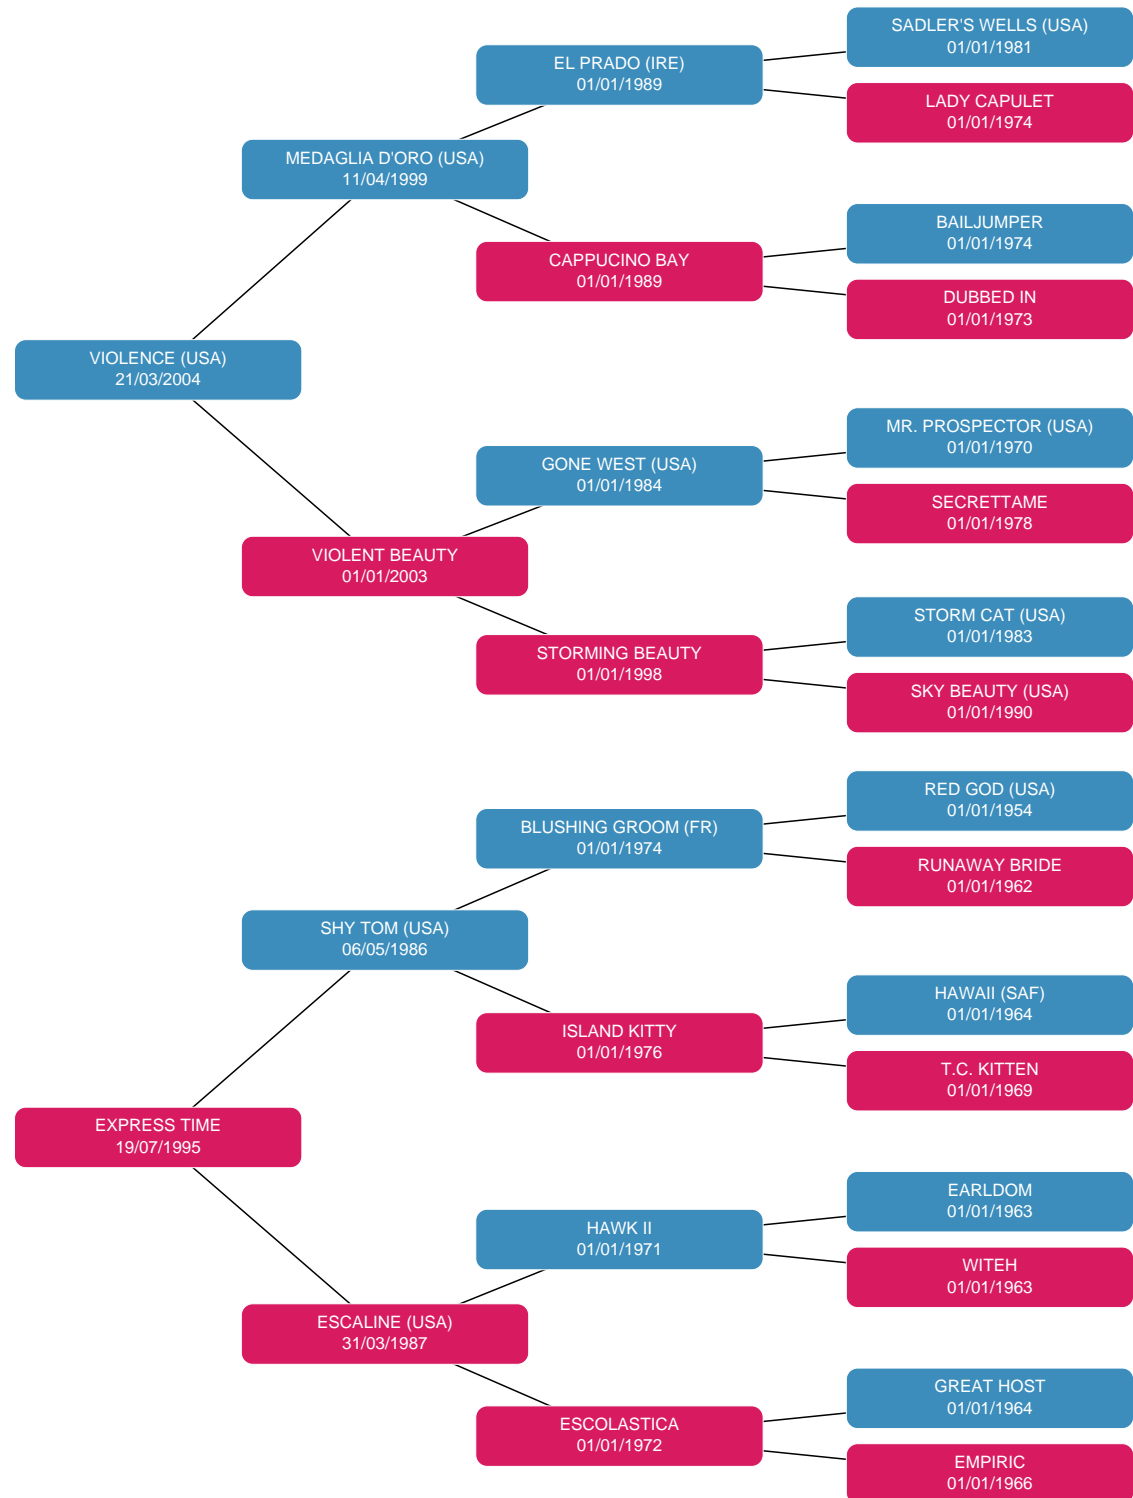 SADLER'S WELLS (USA)
01/01/1981
EL PRADO (IRE)
01/01/1989
LADY CAPULET
01/01/1974
MEDAGLIA D'ORO (USA)
11/04/1999
BAILJUMPER
01/01/1974
CAPPUCINO BAY
01/01/1989
DUBBED IN
01/01/1973
VIOLENCE (USA)
21/03/2004
MR. PROSPECTOR (USA)
01/01/1970
GONE WEST (USA)
01/01/1984
SECRETTAME
01/01/1978
VIOLENT BEAUTY
01/01/2003
STORM CAT (USA)
01/01/1983
STORMING BEAUTY
01/01/1998
SKY BEAUTY (USA)
01/01/1990
RED GOD (USA)
01/01/1954
BLUSHING GROOM (FR)
01/01/1974
RUNAWAY BRIDE
01/01/1962
SHY TOM (USA)
06/05/1986
HAWAII (SAF)
01/01/1964
ISLAND KITTY
01/01/1976
T.C. KITTEN
01/01/1969
EXPRESS TIME
19/07/1995
EARLDOM
01/01/1963
HAWK II
01/01/1971
WITEH
01/01/1963
ESCALINE (USA)
31/03/1987
GREAT HOST
01/01/1964
ESCOLASTICA
01/01/1972
EMPIRIC
01/01/1966